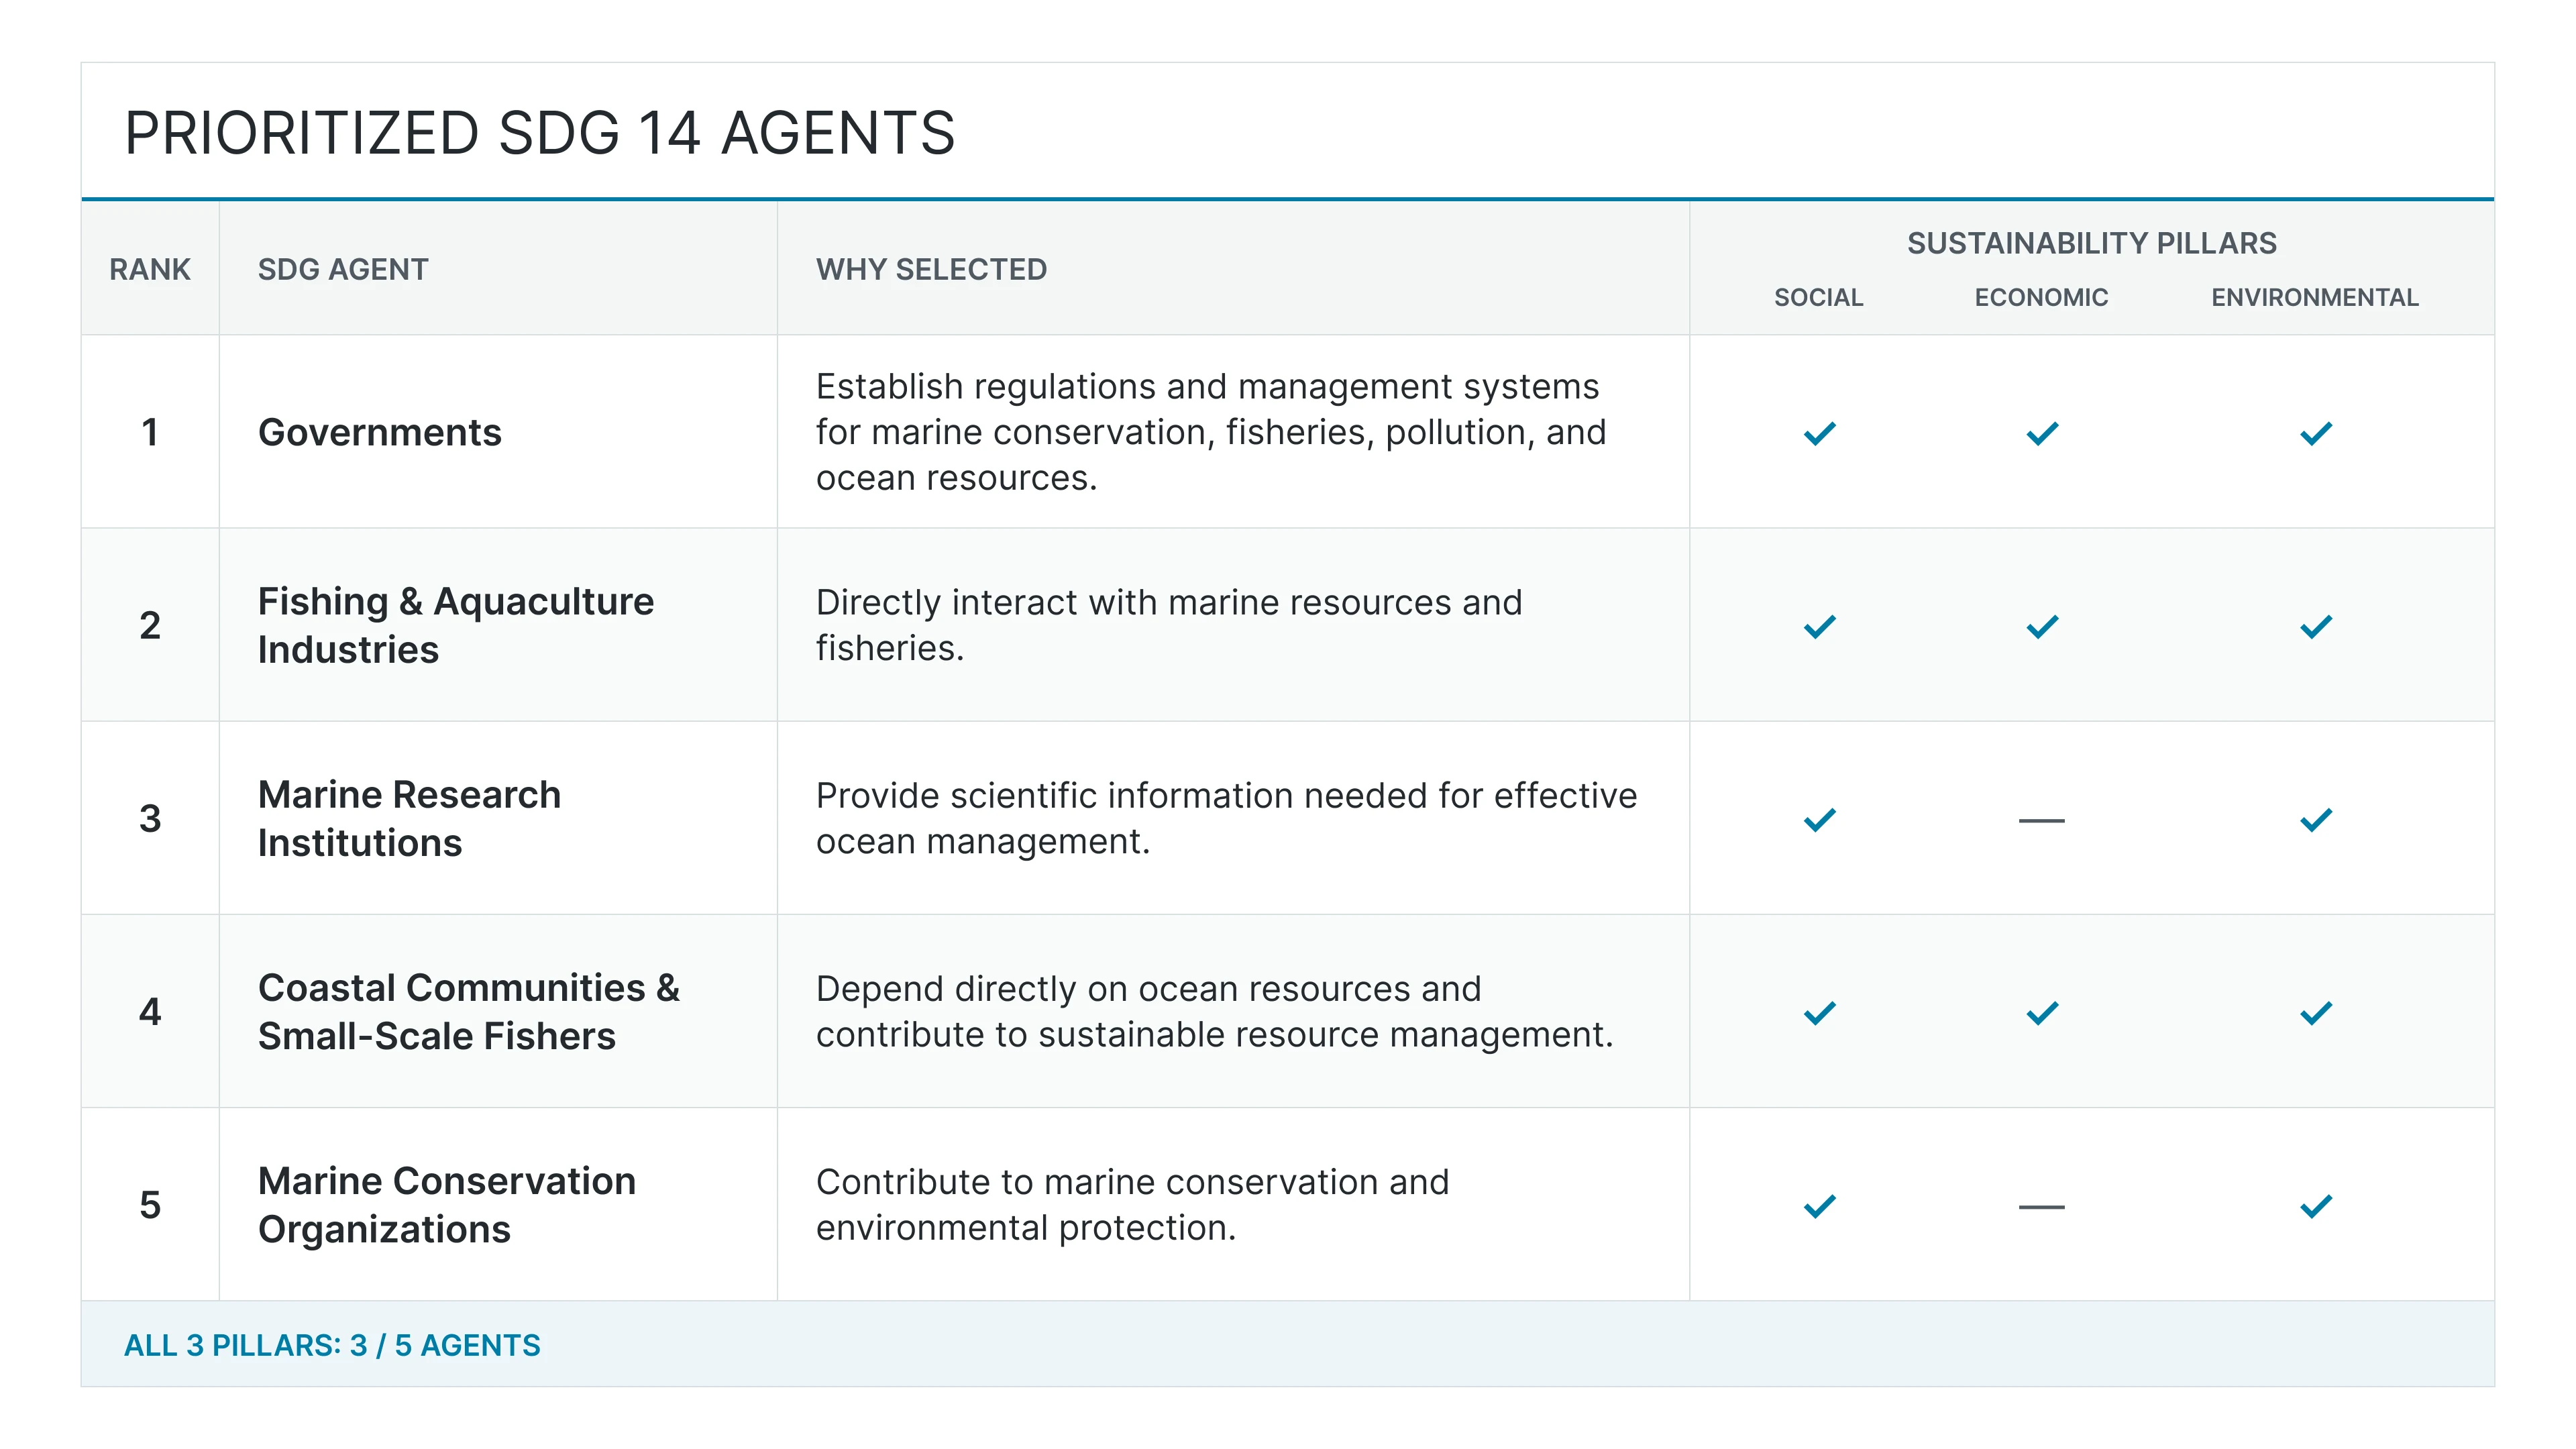 PRIORITIZED SDG 14 AGENTS
RANK
SDG AGENT
WHY SELECTED
SUSTAINABILITY PILLARS
SOCIAL
ECONOMIC
ENVIRONMENTAL
1
Governments
Establish regulations and management systems
for marine conservation, fisheries, pollution, and
ocean resources.
✓
✓
✓
2
Fishing & Aquaculture
Industries
Directly interact with marine resources and
fisheries.
✓
✓
✓
3
Marine Research
Institutions
Provide scientific information needed for effective
ocean management.
✓
—
✓
4
Coastal Communities &
Small-Scale Fishers
Depend directly on ocean resources and
contribute to sustainable resource management.
✓
✓
✓
5
Marine Conservation
Organizations
Contribute to marine conservation and
environmental protection.
✓
—
✓
ALL 3 PILLARS: 3 / 5 AGENTS